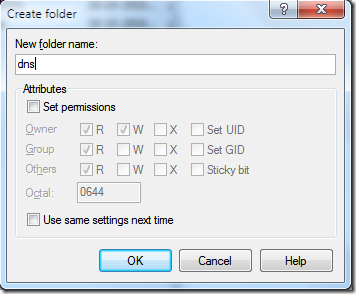 Create folder
New folder name:
dns
Attributes
Set permissions
Owner R W X Set UID
Group R W X Set GID
Others R W X Sticky bit
Octal: 0644
Use same settings next time
OK Cancel Help